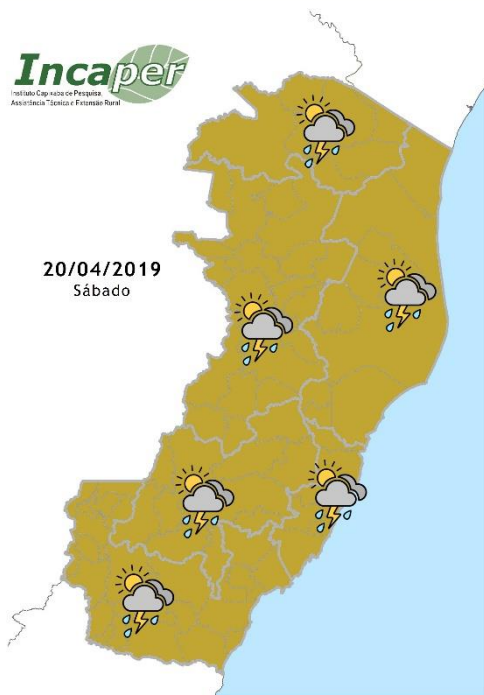 Incaper
Instituto Capixaba de Pesquisa,
Assistência Técnica e Extensão Rural
20/04/2019
Sábado